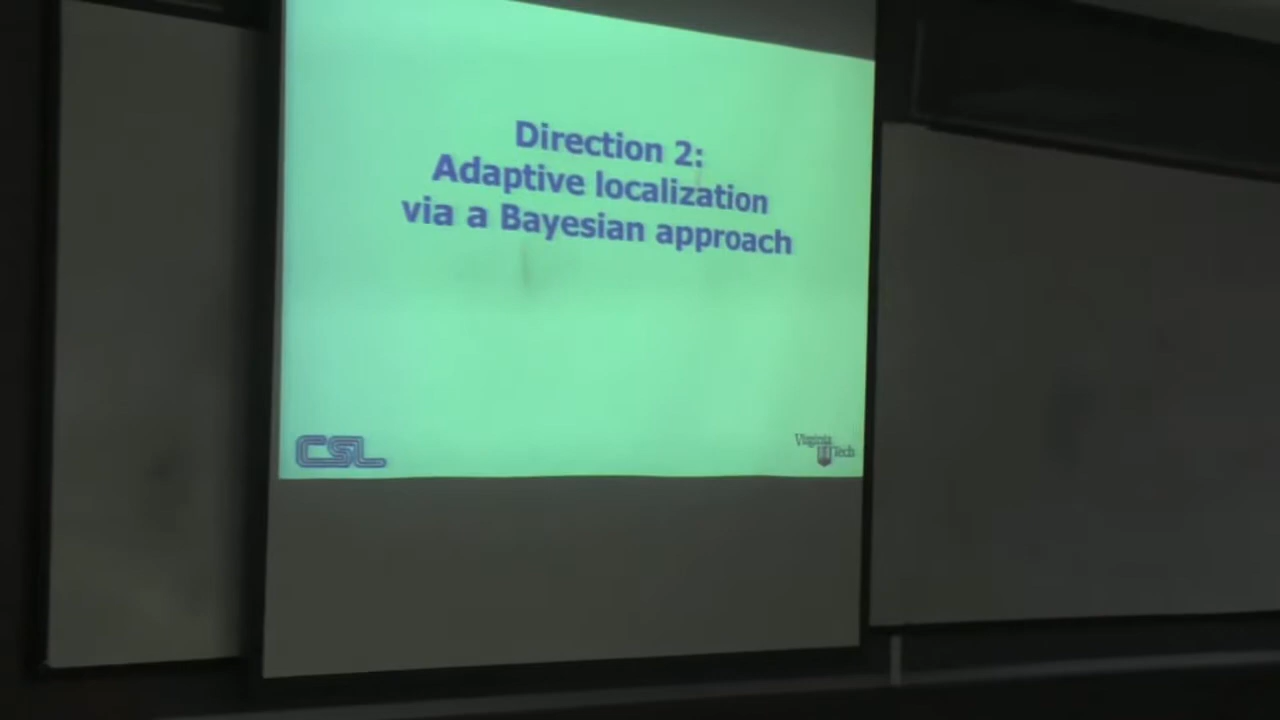 Direction 2:
Adaptive localization
via a Bayesian approach
CSL
Virginia
Tech